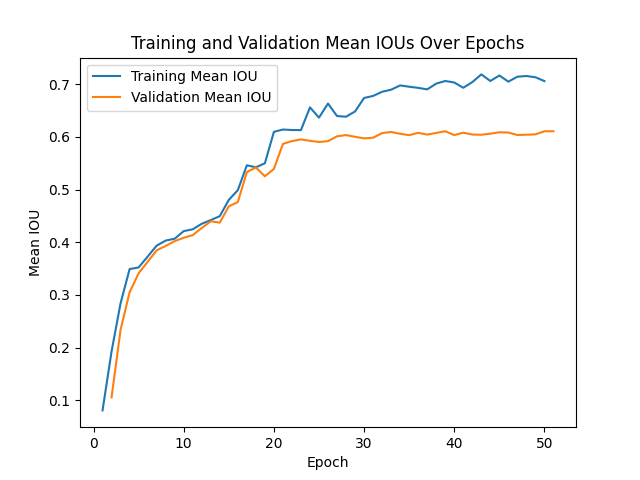 Training and Validation Mean IOUs Over Epochs
Training Mean IOU
Validation Mean IOU
Mean IOU
0.7
0.6
0.5
0.4
0.3
0.2
0.1
0 10 20 30 40 50
Epoch